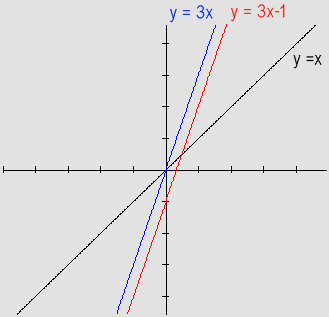 y = 3x
y = 3x-1
y =x